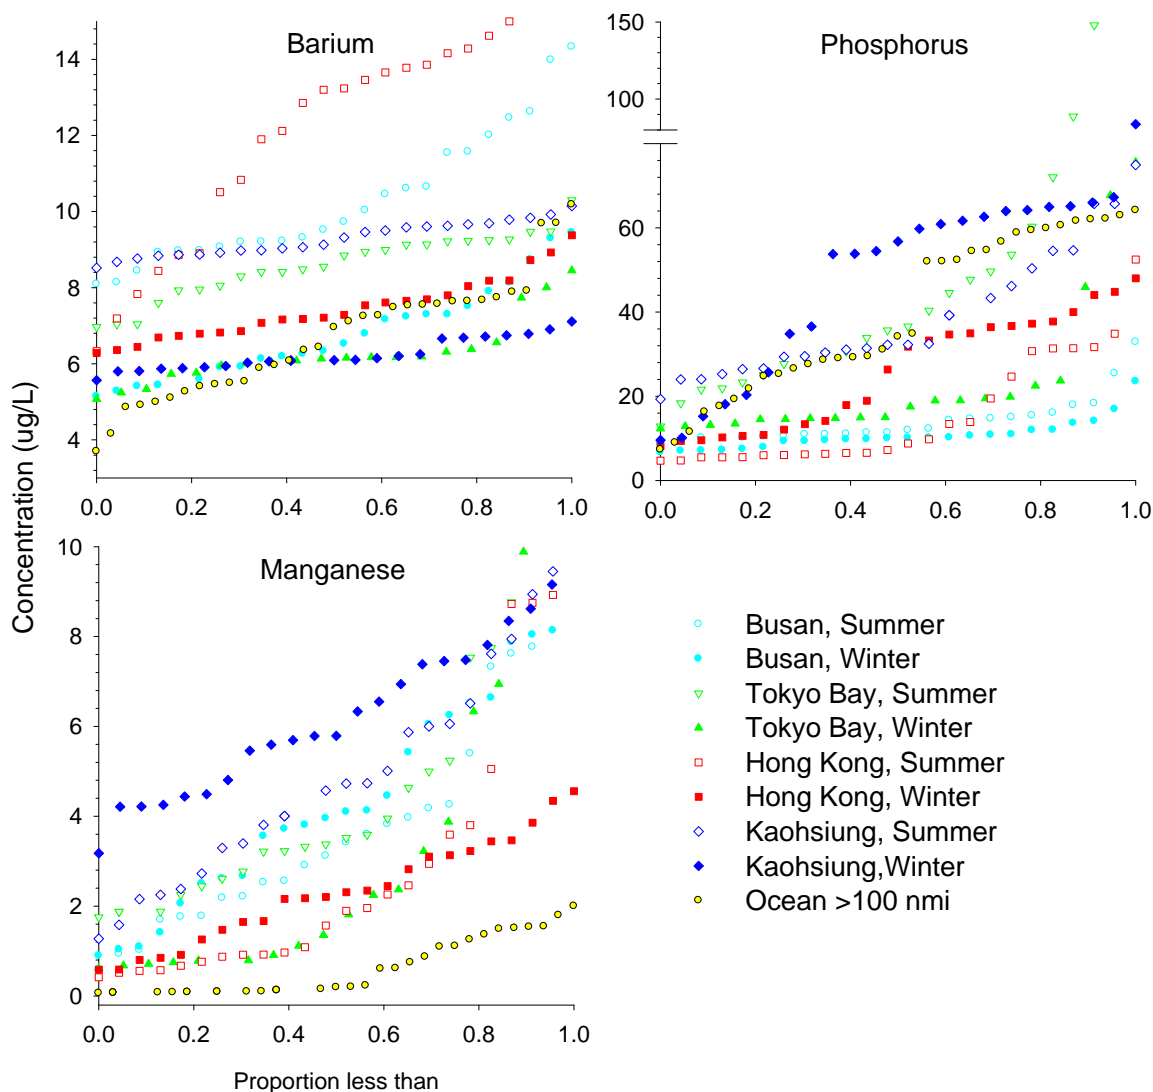 Barium
14
12
10
8
6
4
0.0 0.2 0.4 0.6 0.8 1.0
Phosphorus
150
100
60
40
20
0
0.0 0.2 0.4 0.6 0.8 1.0
Concentration (ug/L)
Manganese
10
8
6
4
2
0
0.0 0.2 0.4 0.6 0.8 1.0
Proportion less than
Busan, Summer
Busan, Winter
Tokyo Bay, Summer
Tokyo Bay, Winter
Hong Kong, Summer
Hong Kong, Winter
Kaohsiung, Summer
Kaohsiung,Winter
Ocean >100 nmi